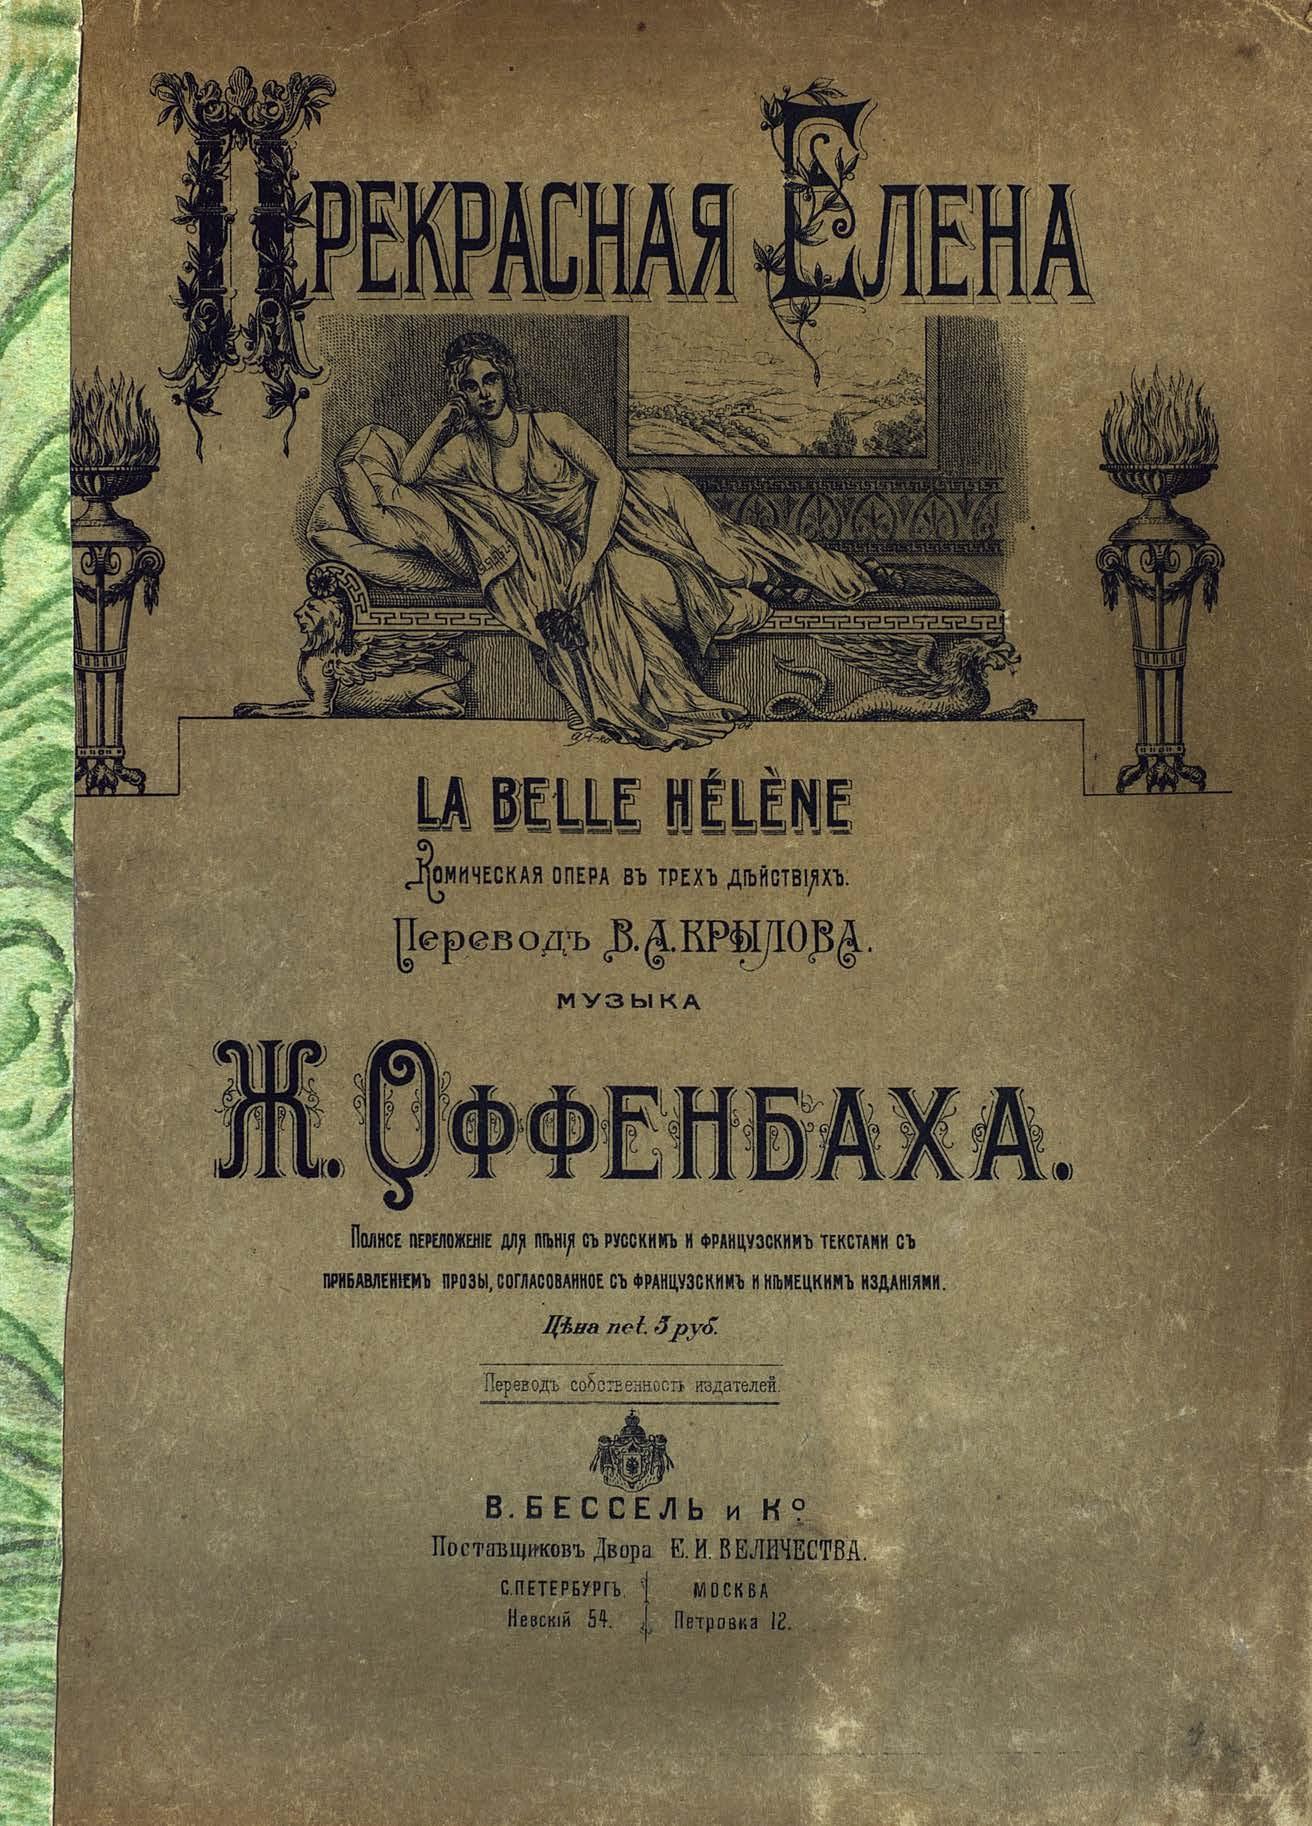 Прекрасная Елена
LA BELLE HÉLÈNE
Комическая опера въ трехъ дѣйствіяхъ.
Переводъ В.А.КРЫЛОВА.
МУЗЫКА
Ж. Оффенбаха.
Полное переложеніе для пѣнія съ русскимъ и французскимъ текстами съ
прибавленіемъ прозы, согласованное съ французскимъ и нѣмецкимъ изданіями.
Цѣна net. 3 руб.
Переводъ собственность издателей.
В. БЕССЕЛЬ и Ко.
Поставщиковъ Двора Е. И. ВЕЛИЧЕСТВА.
С.ПЕТЕРБУРГЪ. МОСКВА
Невскій 54. Петровка 12.